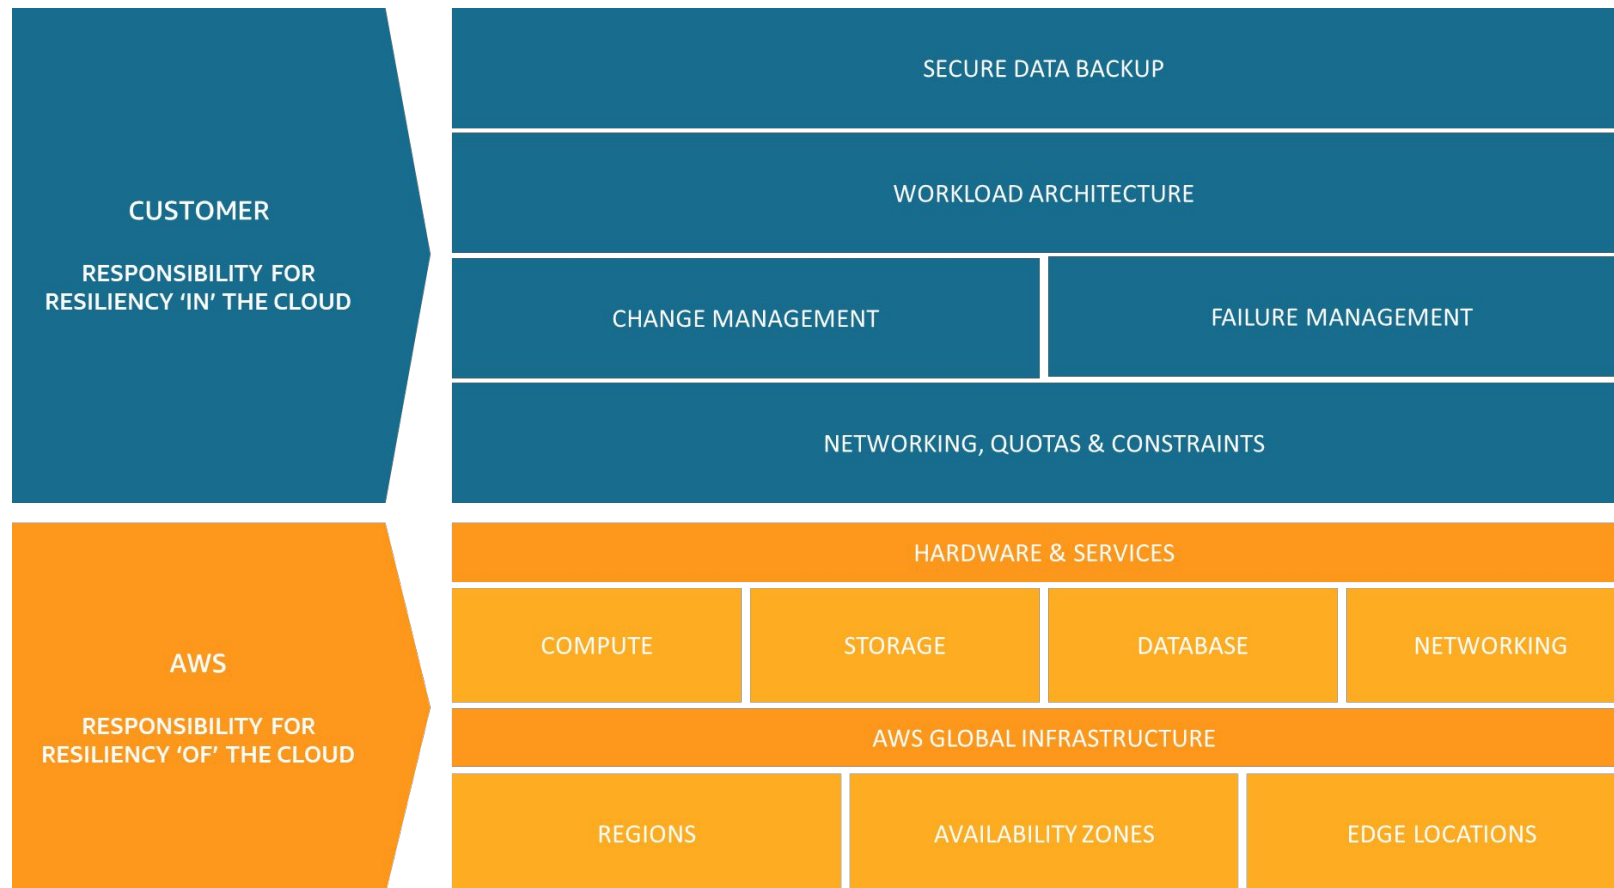 CUSTOMER
RESPONSIBILITY FOR
RESILIENCY ‘IN’ THE CLOUD
SECURE DATA BACKUP
WORKLOAD ARCHITECTURE
CHANGE MANAGEMENT
FAILURE MANAGEMENT
NETWORKING, QUOTAS & CONSTRAINTS
AWS
RESPONSIBILITY FOR
RESILIENCY ‘OF’ THE CLOUD
HARDWARE & SERVICES
COMPUTE
STORAGE
DATABASE
NETWORKING
AWS GLOBAL INFRASTRUCTURE
REGIONS
AVAILABILITY ZONES
EDGE LOCATIONS